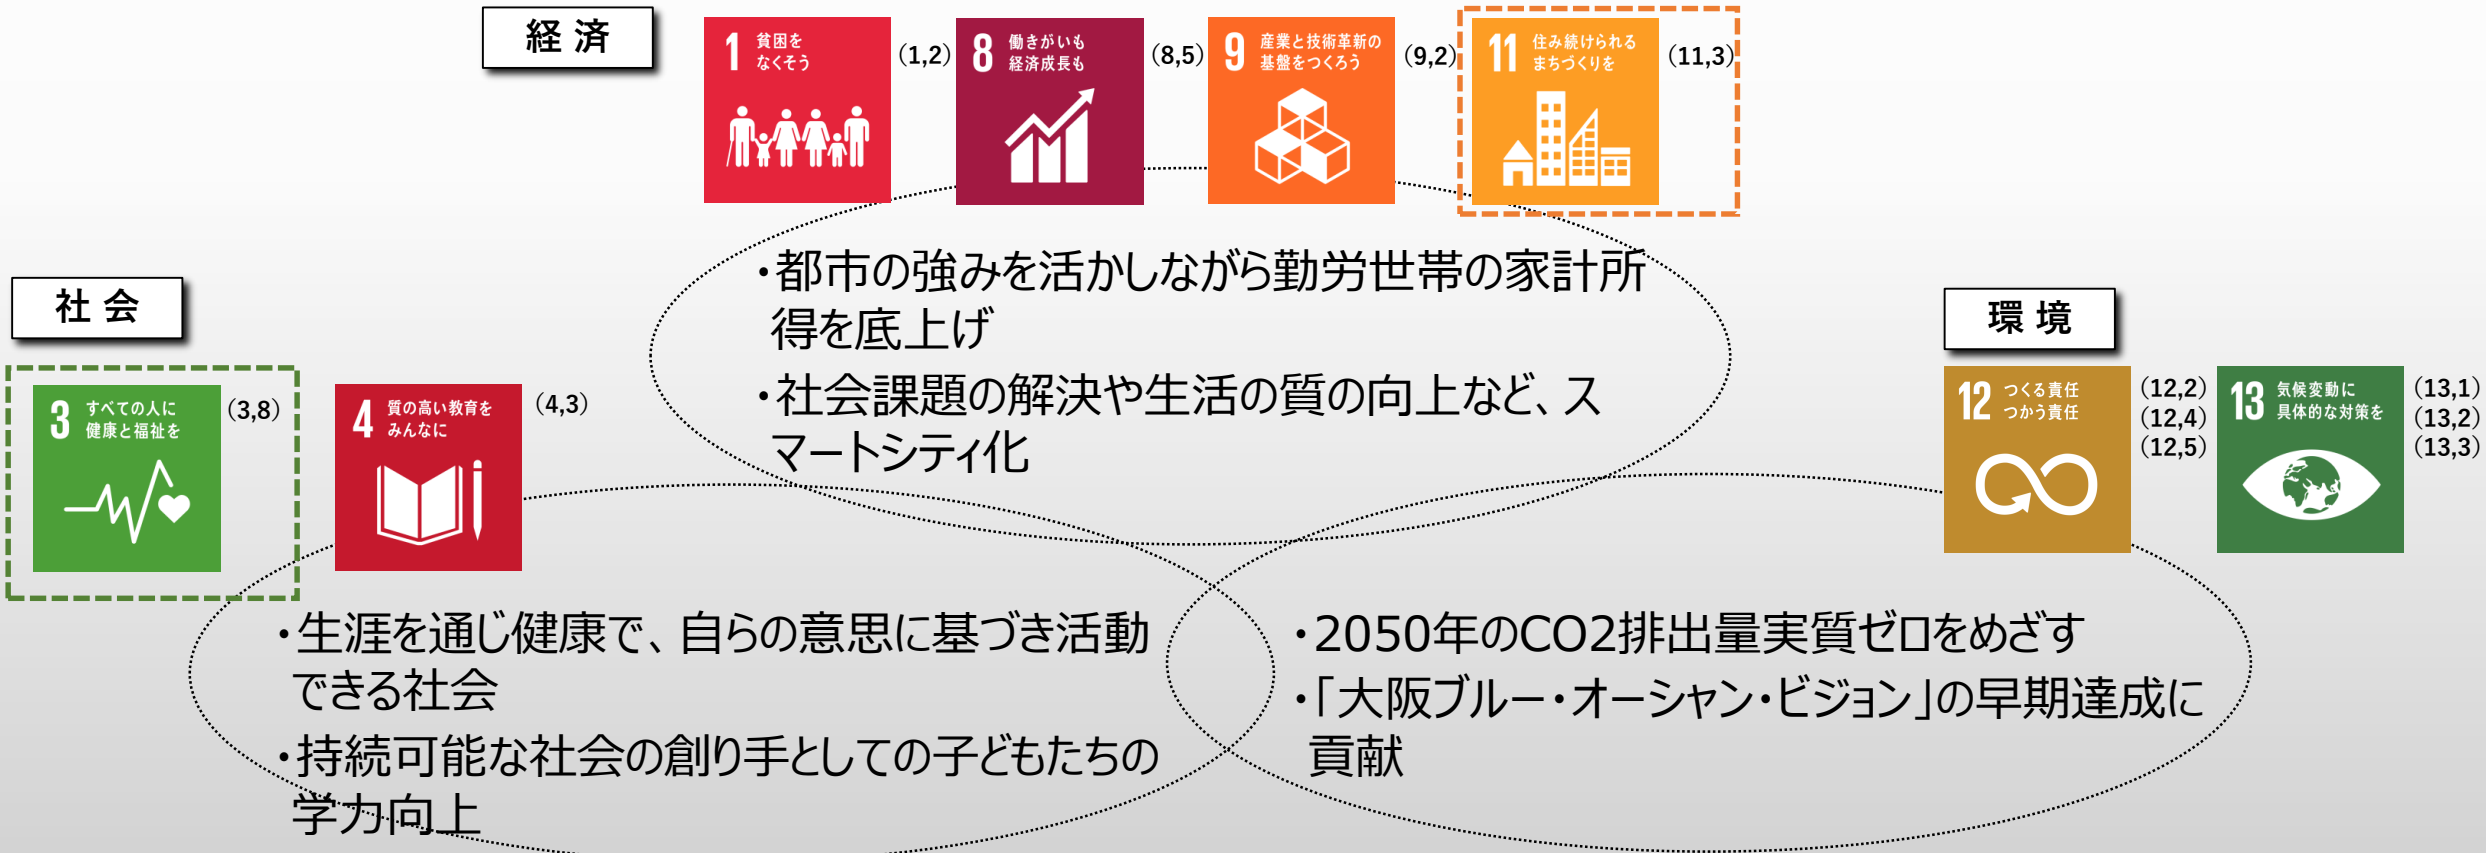 経 済
1 貧困を
なくそう
(1,2)
8 働きがいも
経済成長も
(8,5)
9 産業と技術革新の
基盤をつくろう
(9,2)
11 住み続けられる
まちづくりを
(11,3)
・都市の強みを活かしながら勤労世帯の家計所
得を底上げ
・社会課題の解決や生活の質の向上など、ス
マートシティ化
社 会
3 すべての人に
健康と福祉を
(3,8)
4 質の高い教育を
みんなに
(4,3)
・生涯を通じ健康で、自らの意思に基づき活動
できる社会
・持続可能な社会の創り手としての子どもたちの
学力向上
環 境
12 つくる責任
つかう責任
(12,2)
(12,4)
(12,5)
13 気候変動に
具体的な対策を
(13,1)
(13,2)
(13,3)
・2050年のCO2排出量実質ゼロをめざす
・「大阪ブルー・オーシャン・ビジョン」の早期達成に
貢献